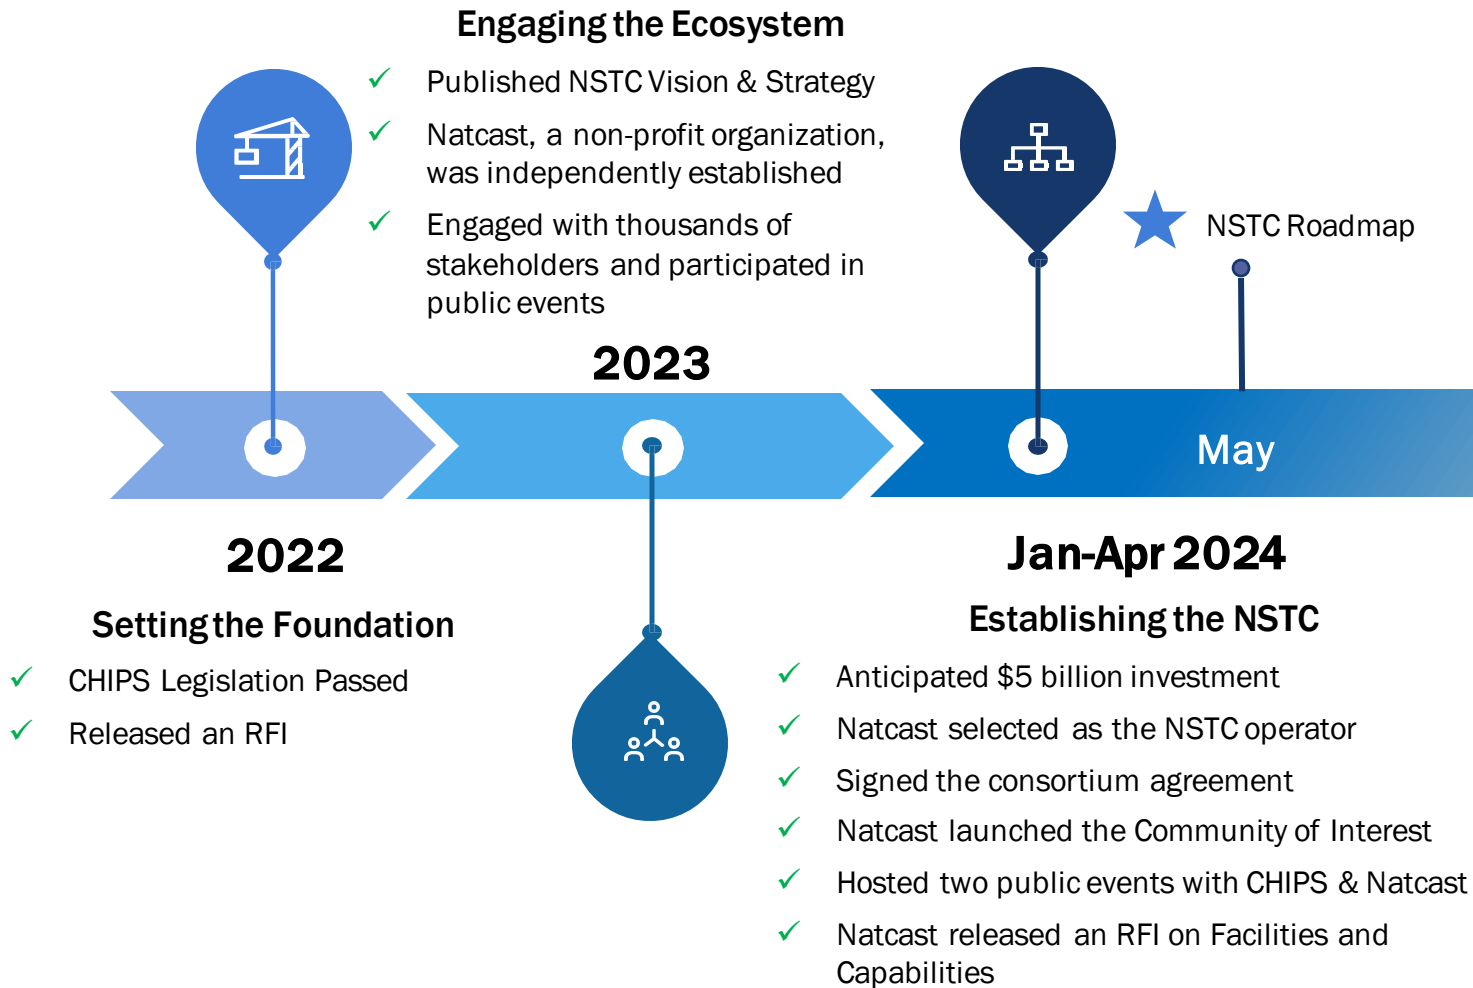 Engaging the Ecosystem
Published NSTC Vision & Strategy
Natcast, a non-profit organization,
was independently established
Engaged with thousands of
stakeholders and participated in
public events
NSTC Roadmap
2023
May
2022
Setting the Foundation
CHIPS Legislation Passed
Released an RFI
Jan-Apr 2024
Establishing the NSTC
Anticipated $5 billion investment
Natcast selected as the NSTC operator
Signed the consortium agreement
Natcast launched the Community of Interest
Hosted two public events with CHIPS & Natcast
Natcast released an RFI on Facilities and
Capabilities